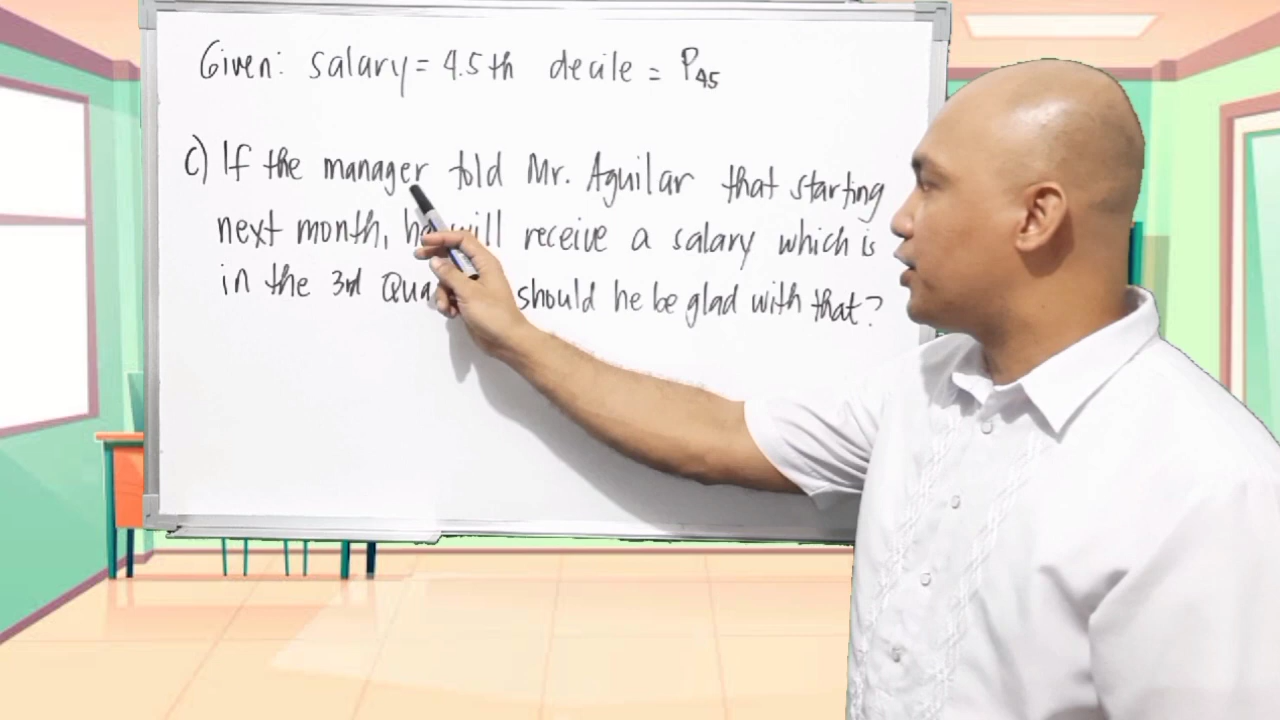 Given: salary = 4.5th decile = P45
c) If the manager told Mr. Aguilar that starting
next month, he will receive a salary which is
in the 3rd should he be glad with that?